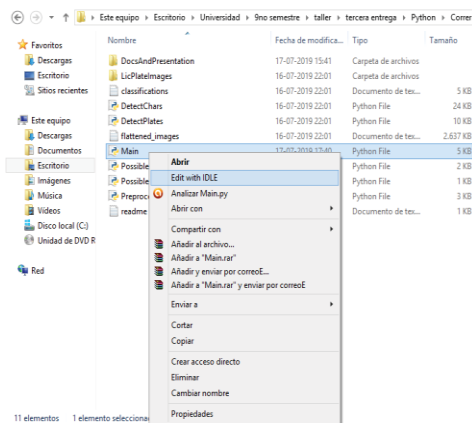 Este equipo ▸ Escritorio ▸ Universidad ▸ 9no semestre ▸ taller ▸ tercera entrega ▸ Python ▸ Correr
Nombre Fecha de modifica... Tipo Tamaño
Favoritos
Descargas
Escritorio
Sitios recientes
Este equipo
Descargas
Documentos
Escritorio
Imágenes
Música
Vídeos
Disco local (C:)
Unidad de DVD R
Red
DocsAndPresentation 17-07-2019 15:41 Carpeta de archivos
LicPlateImages 16-07-2019 22:01 Carpeta de archivos
classifications 16-07-2019 22:01 Documento de tex... 5 KB
DetectChars 16-07-2019 22:01 Python File 24 KB
DetectPlates 16-07-2019 22:01 Python File 10 KB
flattened_images 16-07-2019 22:01 Documento de tex... 2.637 KB
Main 17-07-2019 17:40 Python File 5 KB
Possible Python File 2 KB
Possible Python File 1 KB
Preproc Python File 3 KB
readme Documento de tex... 1 KB
Abrir
Edit with IDLE
Analizar Main.py
Abrir con
Compartir con
Añadir al archivo...
Añadir a "Main.rar"
Añadir y enviar por correoE...
Añadir a "Main.rar" y enviar por correoE
Enviar a
Cortar
Copiar
Crear acceso directo
Eliminar
Cambiar nombre
Propiedades
11 elementos 1 elemento seleccionad